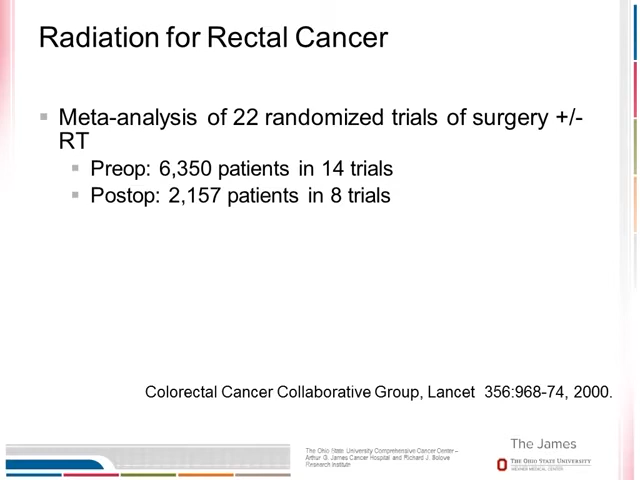 Radiation for Rectal Cancer
Meta-analysis of 22 randomized trials of surgery +/-
RT
Preop: 6,350 patients in 14 trials
Postop: 2,157 patients in 8 trials
Colorectal Cancer Collaborative Group, Lancet 356:968-74, 2000.
The Ohio State University Comprehensive Cancer Center –
Arthur G. James Cancer Hospital and Richard J. Solove
Research Institute
The James
THE OHIO STATE UNIVERSITY
WEXNER MEDICAL CENTER